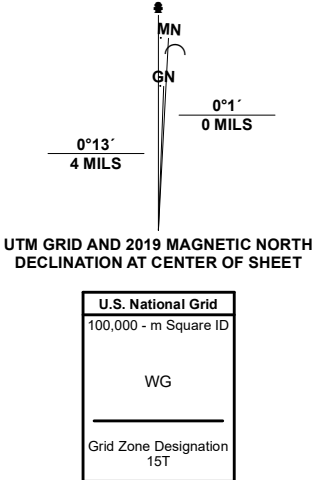 MN
GN
0°1´
0 MILS
0°13´
4 MILS
UTM GRID AND 2019 MAGNETIC NORTH
DECLINATION AT CENTER OF SHEET
U.S. National Grid
100,000 - m Square ID
WG
Grid Zone Designation
15T